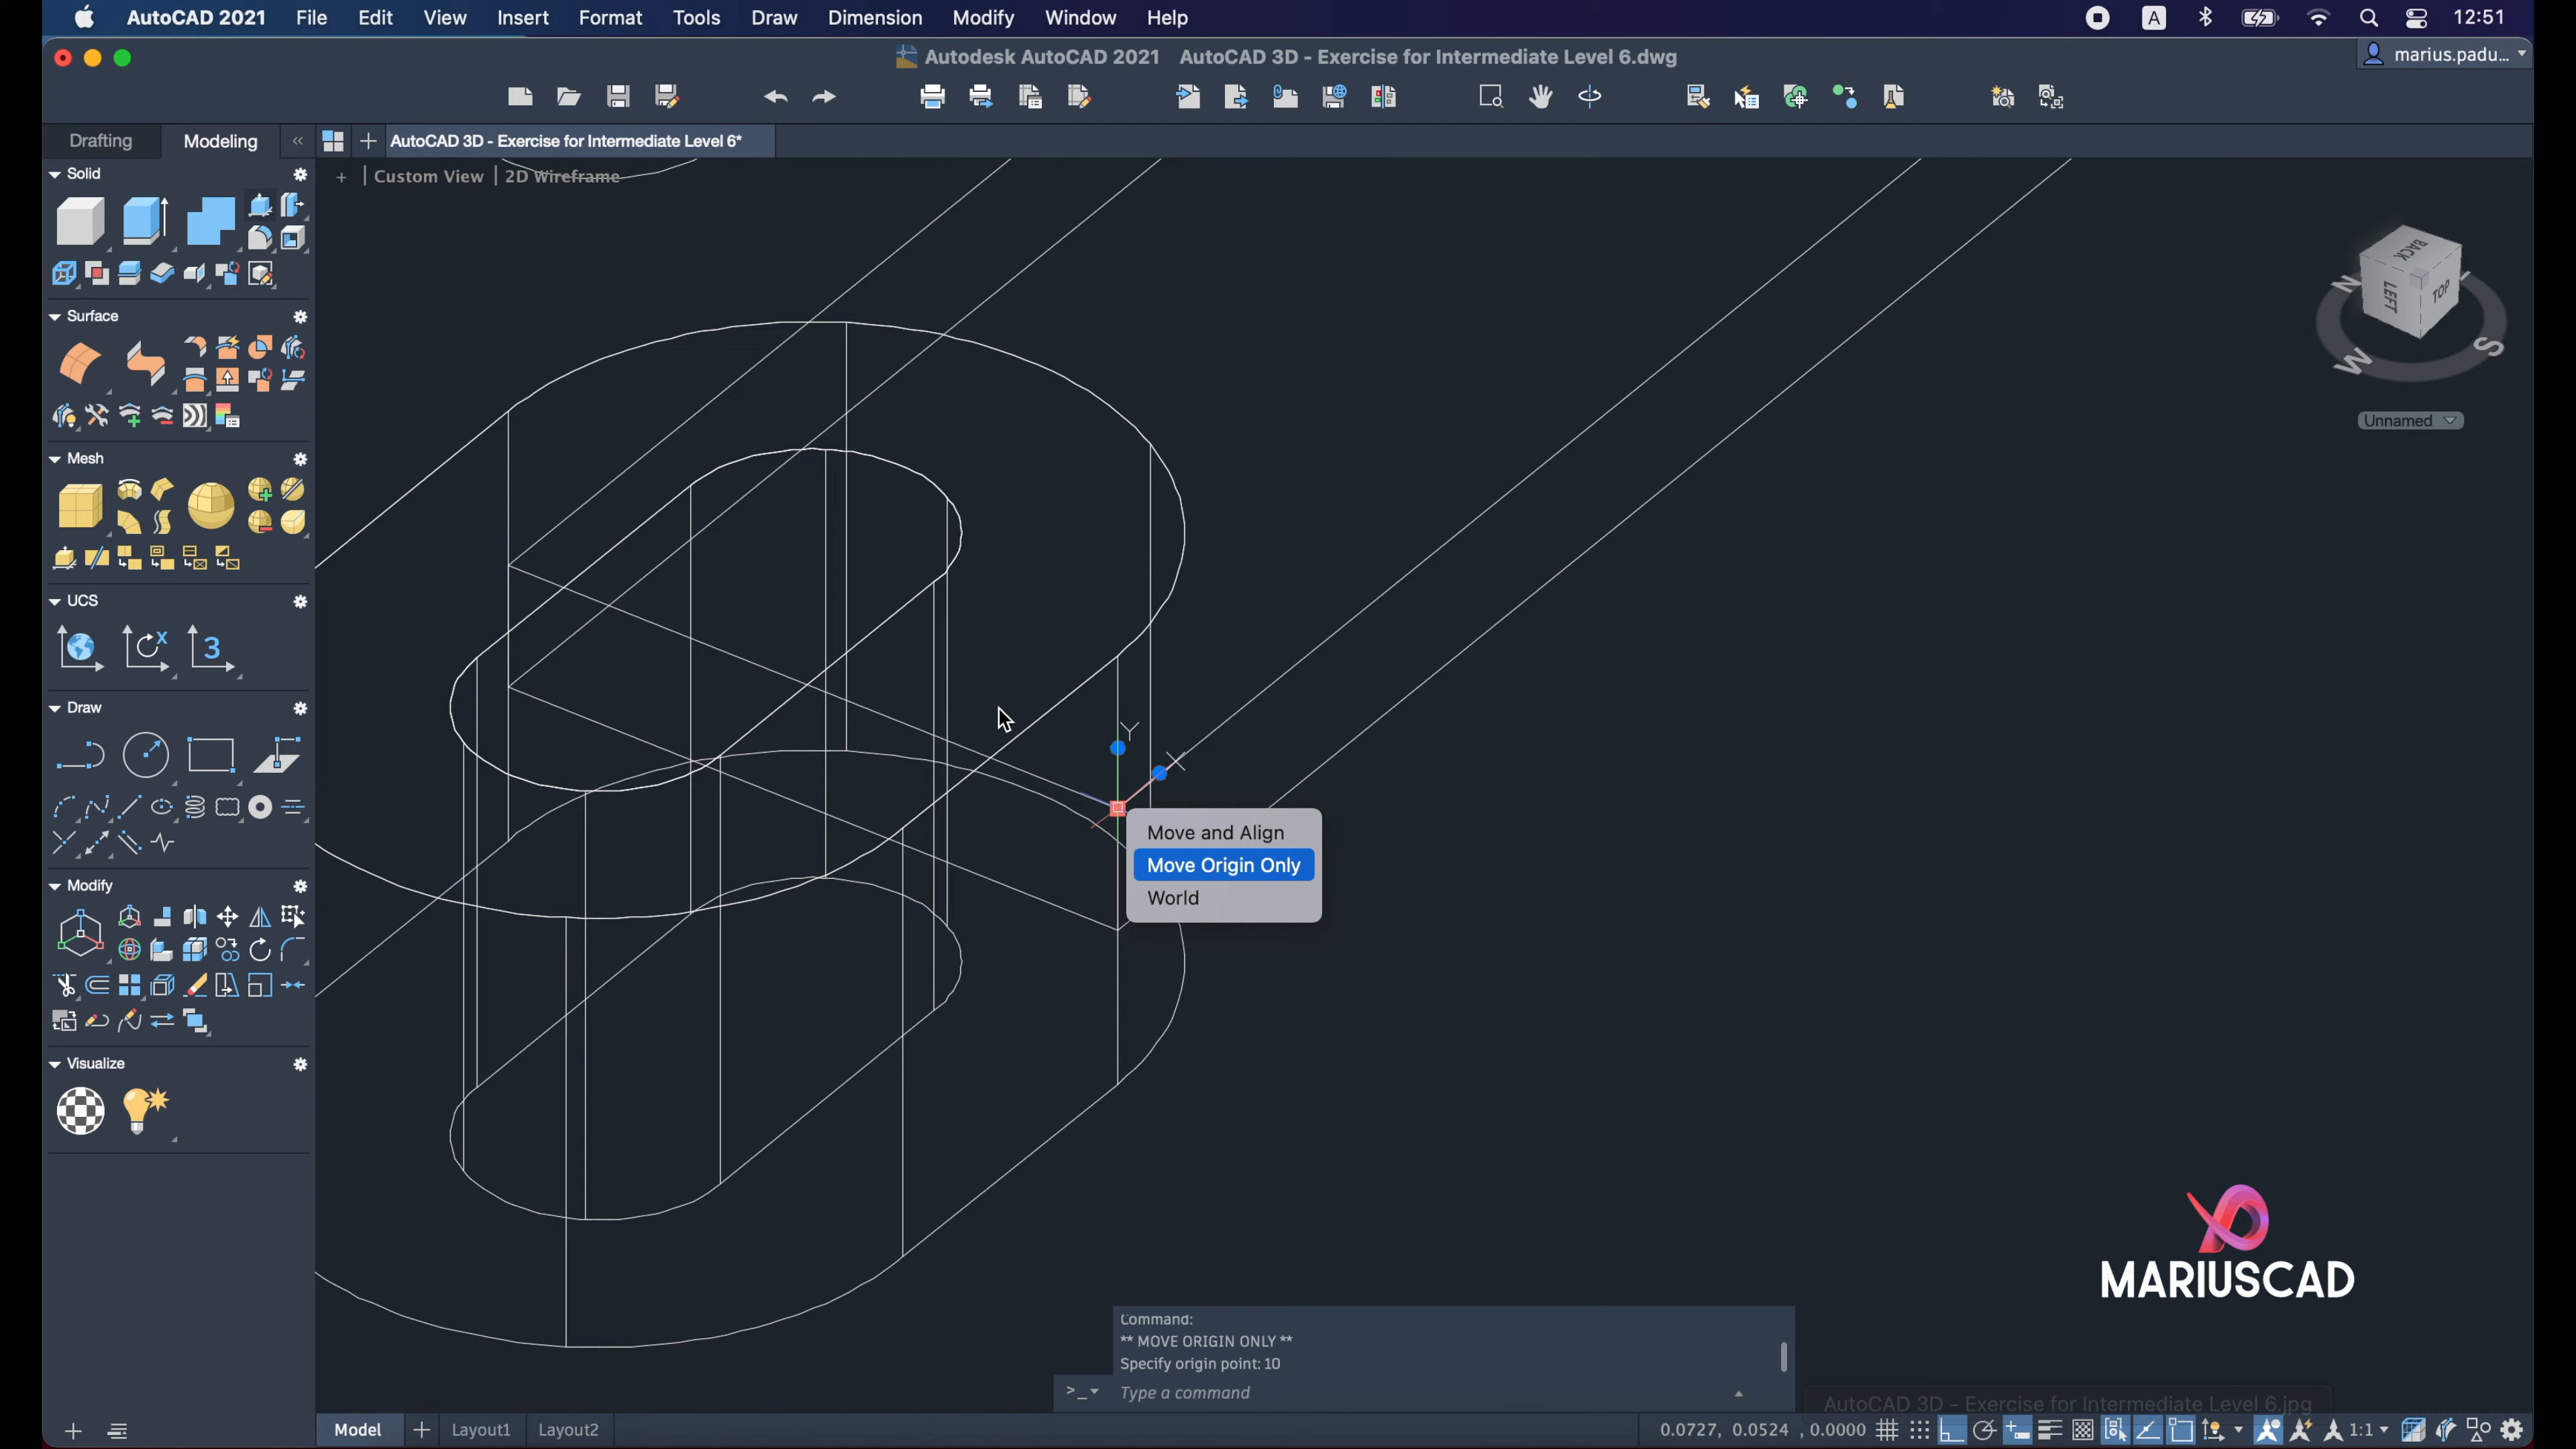 AutoCAD 2021 File Edit View Insert Format Tools Draw Dimension Modify Window Help A 12:51
Autodesk AutoCAD 2021 AutoCAD 3D - Exercise for Intermediate Level 6.dwg marius.padu...
Drafting Modeling AutoCAD 3D - Exercise for Intermediate Level 6*
Solid
+ Custom View 2D Wireframe
BACK
LEFT
TOP
N
W
S
Unnamed
Surface
Mesh
UCS
X
3
Draw
Y
X
Move and Align
Move Origin Only
World
Modify
Visualize
MARIUSCAD
Command:
** MOVE ORIGIN ONLY **
Specify origin point: 10
>_ Type a command
AutoCAD 3D - Exercise for Intermediate Level 6.jpg
Model + Layout1 Layout2 0.0727, 0.0524 , 0.0000 1:1